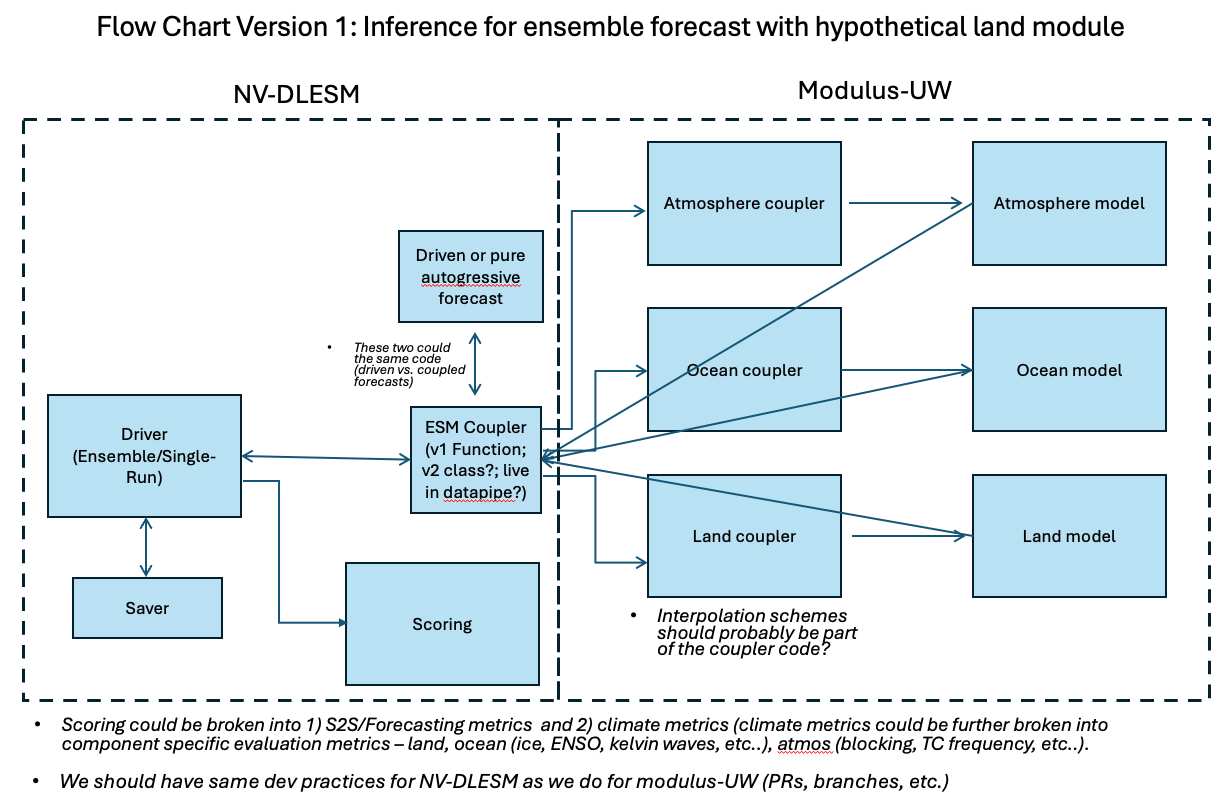 Flow Chart Version 1: Inference for ensemble forecast with hypothetical land module
NV-DLESM
Modulus-UW
Atmosphere coupler
Atmosphere model
Driven or pure
autogressive
forecast
• These two could
the same code
(driven vs. coupled
forecasts)
Ocean coupler
Ocean model
Driver
(Ensemble/Single-
Run)
ESM Coupler
(v1 Function;
v2 class?; live
in datapipe?)
Land coupler
Land model
Saver
Scoring
• Interpolation schemes
should probably be part
of the coupler code?
• Scoring could be broken into 1) S2S/Forecasting metrics and 2) climate metrics (climate metrics could be further broken into
component specific evaluation metrics – land, ocean (ice, ENSO, kelvin waves, etc..), atmos (blocking, TC frequency, etc..).
• We should have same dev practices for NV-DLESM as we do for modulus-UW (PRs, branches, etc.)